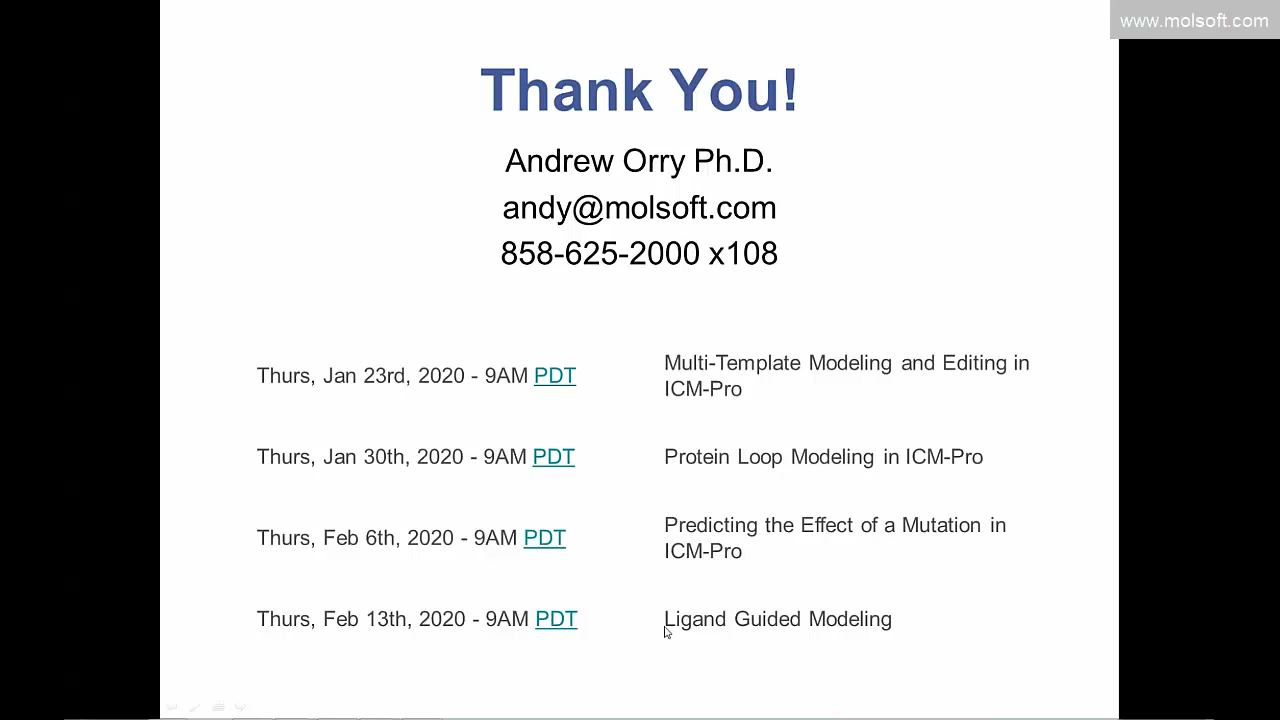 www.molsoft.com
Thank You!
Andrew Orry Ph.D.
andy@molsoft.com
858-625-2000 x108
Thurs, Jan 23rd, 2020 - 9AM PDT
Multi-Template Modeling and Editing in
ICM-Pro
Thurs, Jan 30th, 2020 - 9AM PDT
Protein Loop Modeling in ICM-Pro
Thurs, Feb 6th, 2020 - 9AM PDT
Predicting the Effect of a Mutation in
ICM-Pro
Thurs, Feb 13th, 2020 - 9AM PDT
Ligand Guided Modeling